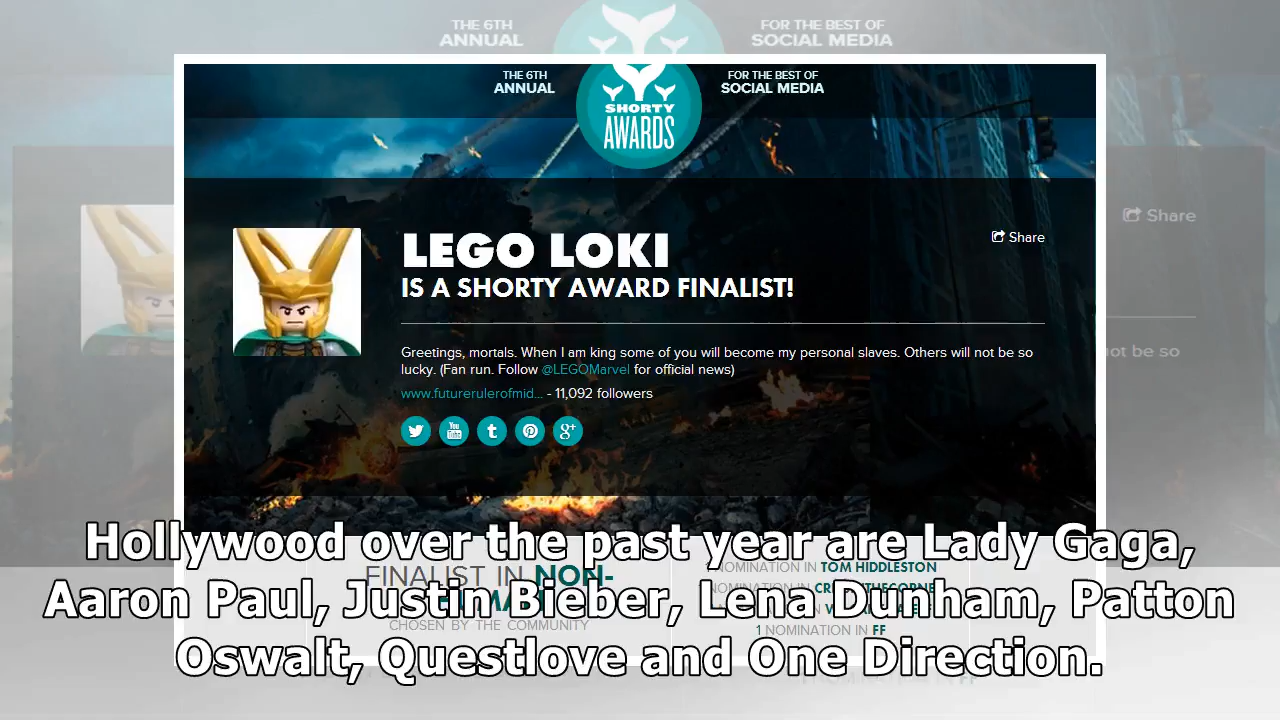 THE 6TH
ANNUAL
FOR THE BEST OF
SOCIAL MEDIA
THE 6TH
ANNUAL
SHORTY
AWARDS
FOR THE BEST OF
SOCIAL MEDIA
Share
LEGO LOKI
Share
IS A SHORTY AWARD FINALIST!
Greetings, mortals. When I am king some of you will become my personal slaves. Others will not be so
lucky. (Fan run. Follow @LEGOMarvel for official news)
not be so
www.futurerulerofmid... - 11,092 followers
Hollywood over the past year are Lady Gaga,
Aaron Paul, Justin Bieber, Lena Dunham, Patton
Oswalt, Questlove and One Direction.
FINALIST IN NON-
CHOSEN BY THE COMMUNITY
NOMINATION IN TOM HIDDLESTON
1 NOMINATION IN FF